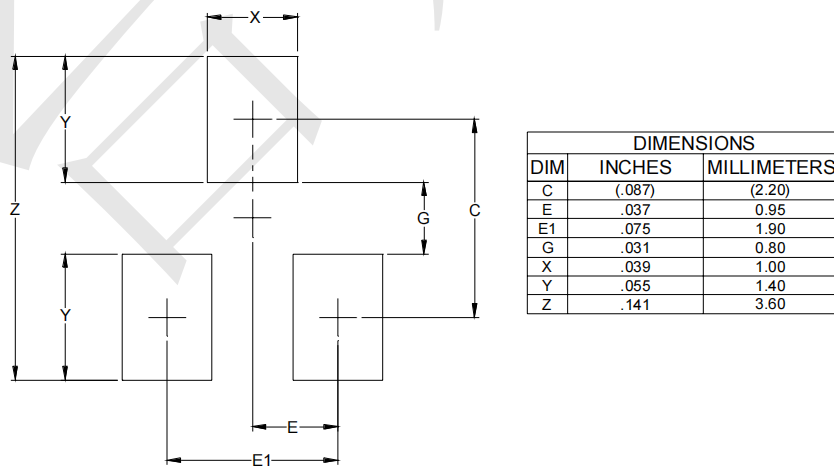 X
Y
Z
G
C
Y
E
E1
DIMENSIONS
DIM INCHES MILLIMETERS
C (.087) (2.20)
E .037 0.95
E1 .075 1.90
G .031 0.80
X .039 1.00
Y .055 1.40
Z .141 3.60